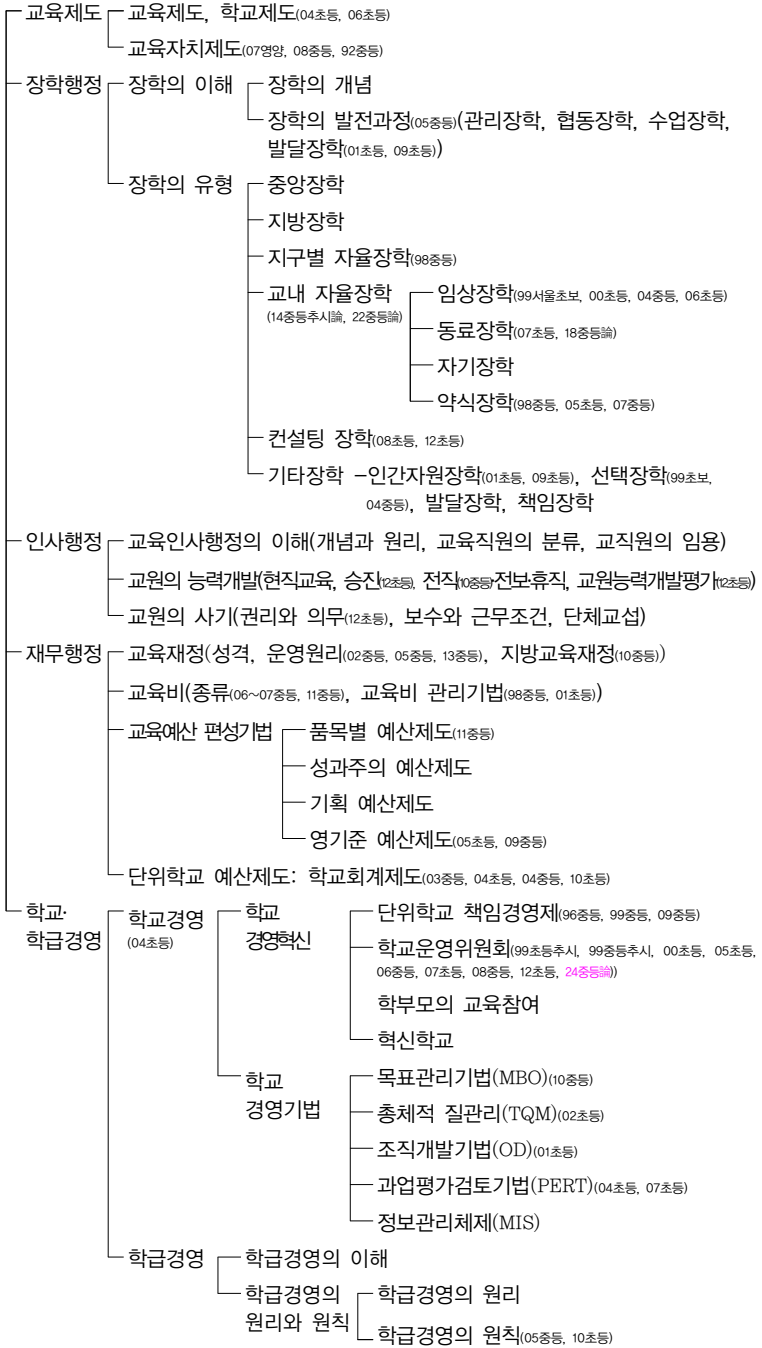 교육제도 교육제도, 학교제도(04초등, 06초등)
교육자치제도(07영양, 08중등, 92중등)
장학행정 장학의 이해 장학의 개념
장학의 발전과정(05중등)(관리장학, 협동장학, 수업장학,
발달장학(01초등, 09초등))
장학의 유형 중앙장학
지방장학
지구별 자율장학(98중등)
교내 자율장학 임상장학(99서울초보, 00초등, 04중등, 06초등)
(14중등추시論, 22중등論)
동료장학(07초등, 18중등論)
자기장학
약식장학(98중등, 05초등, 07중등)
컨설팅 장학(08초등, 12초등)
기타장학 -인간자원장학(01초등, 09초등), 선택장학(99초보,
04중등), 발달장학, 책임장학
인사행정 교육인사행정의 이해(개념과 원리, 교육직원의 분류, 교직원의 임용)
교원의 능력개발(현직교육, 승진(12초등), 전직(10중등)·전보·휴직, 교원능력개발평가(12초등))
교원의 사기(권리와 의무(12초등), 보수와 근무조건, 단체교섭)
재무행정 교육재정(성격, 운영원리(02중등, 05중등, 13중등), 지방교육재정(10중등))
교육비(종류(06~07중등, 11중등), 교육비 관리기법(98중등, 01초등))
교육예산 편성기법 품목별 예산제도(11중등)
성과주의 예산제도
기획 예산제도
영기준 예산제도(05초등, 09중등)
단위학교 예산제도: 학교회계제도(03중등, 04초등, 04중등, 10초등)
학교· 학교경영 학교 단위학교 책임경영제(96중등, 99중등, 09중등)
학급경영 (04초등) 경영혁신
학교운영위원회(99초등추시, 99중등추시, 00초등, 05초등,
06중등, 07초등, 08중등, 12초등, 24중등論))
학부모의 교육참여
혁신학교
학교 목표관리기법(MBO)(10중등)
경영기법
총체적 질관리(TQM)(02초등)
조직개발기법(OD)(01초등)
과업평가검토기법(PERT)(04초등, 07초등)
정보관리체제(MIS)
학급경영 학급경영의 이해
학급경영의 학급경영의 원리
원리와 원칙
학급경영의 원칙(05중등, 10초등)